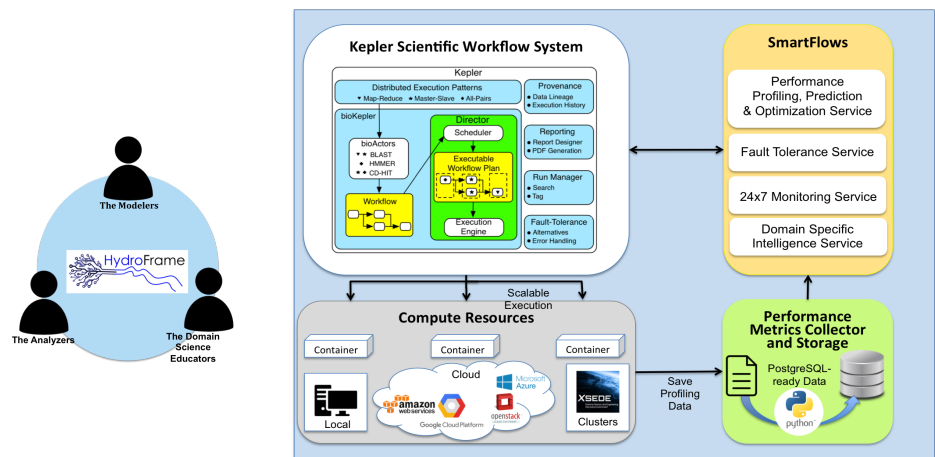 The Modelers
HydroFrame
The Analyzers
The Domain
Science
Educators
Kepler Scientific Workflow System
Kepler
Distributed Execution Patterns
♥ Map-Reduce ★ Master-Slave ♦ All-Pairs
bioKepler
bioActors
♥ ★ BLAST
♦ HMMER
★ ♦ CD-HIT
Workflow
Director
Scheduler
Executable
Workflow Plan
Execution
Engine
Provenance
● Data Lineage
● Execution History
Reporting
● Report Designer
● PDF Generation
Run Manager
● Search
● Tag
Fault-Tolerance
● Alternatives
● Error Handling
SmartFlows
Performance
Profiling, Prediction
& Optimization Service
Fault Tolerance Service
24x7 Monitoring Service
Domain Specific
Intelligence Service
Scalable
Execution
Compute Resources
Container
Container
Container
Local
Cloud
Microsoft
Azure
amazon
webservices
Google Cloud Platform
openstack
XSEDE
Clusters
Save
Profiling
Data
Performance
Metrics Collector
and Storage
PostgreSQL-
ready Data
python